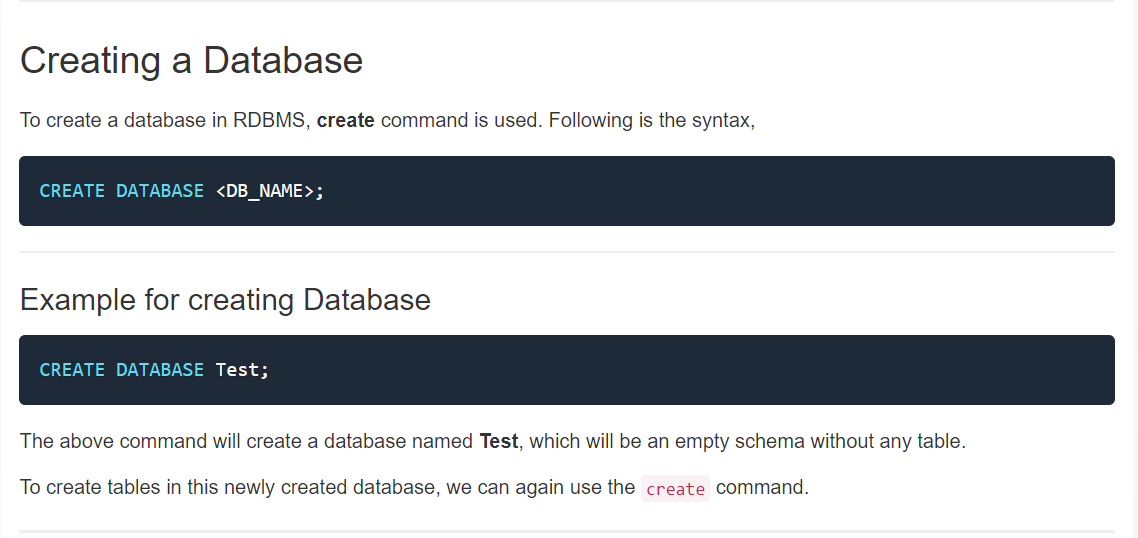 Creating a Database
To create a database in RDBMS, create command is used. Following is the syntax,
CREATE DATABASE <DB_NAME>;
Example for creating Database
CREATE DATABASE Test;
The above command will create a database named Test, which will be an empty schema without any table.
To create tables in this newly created database, we can again use the create command.